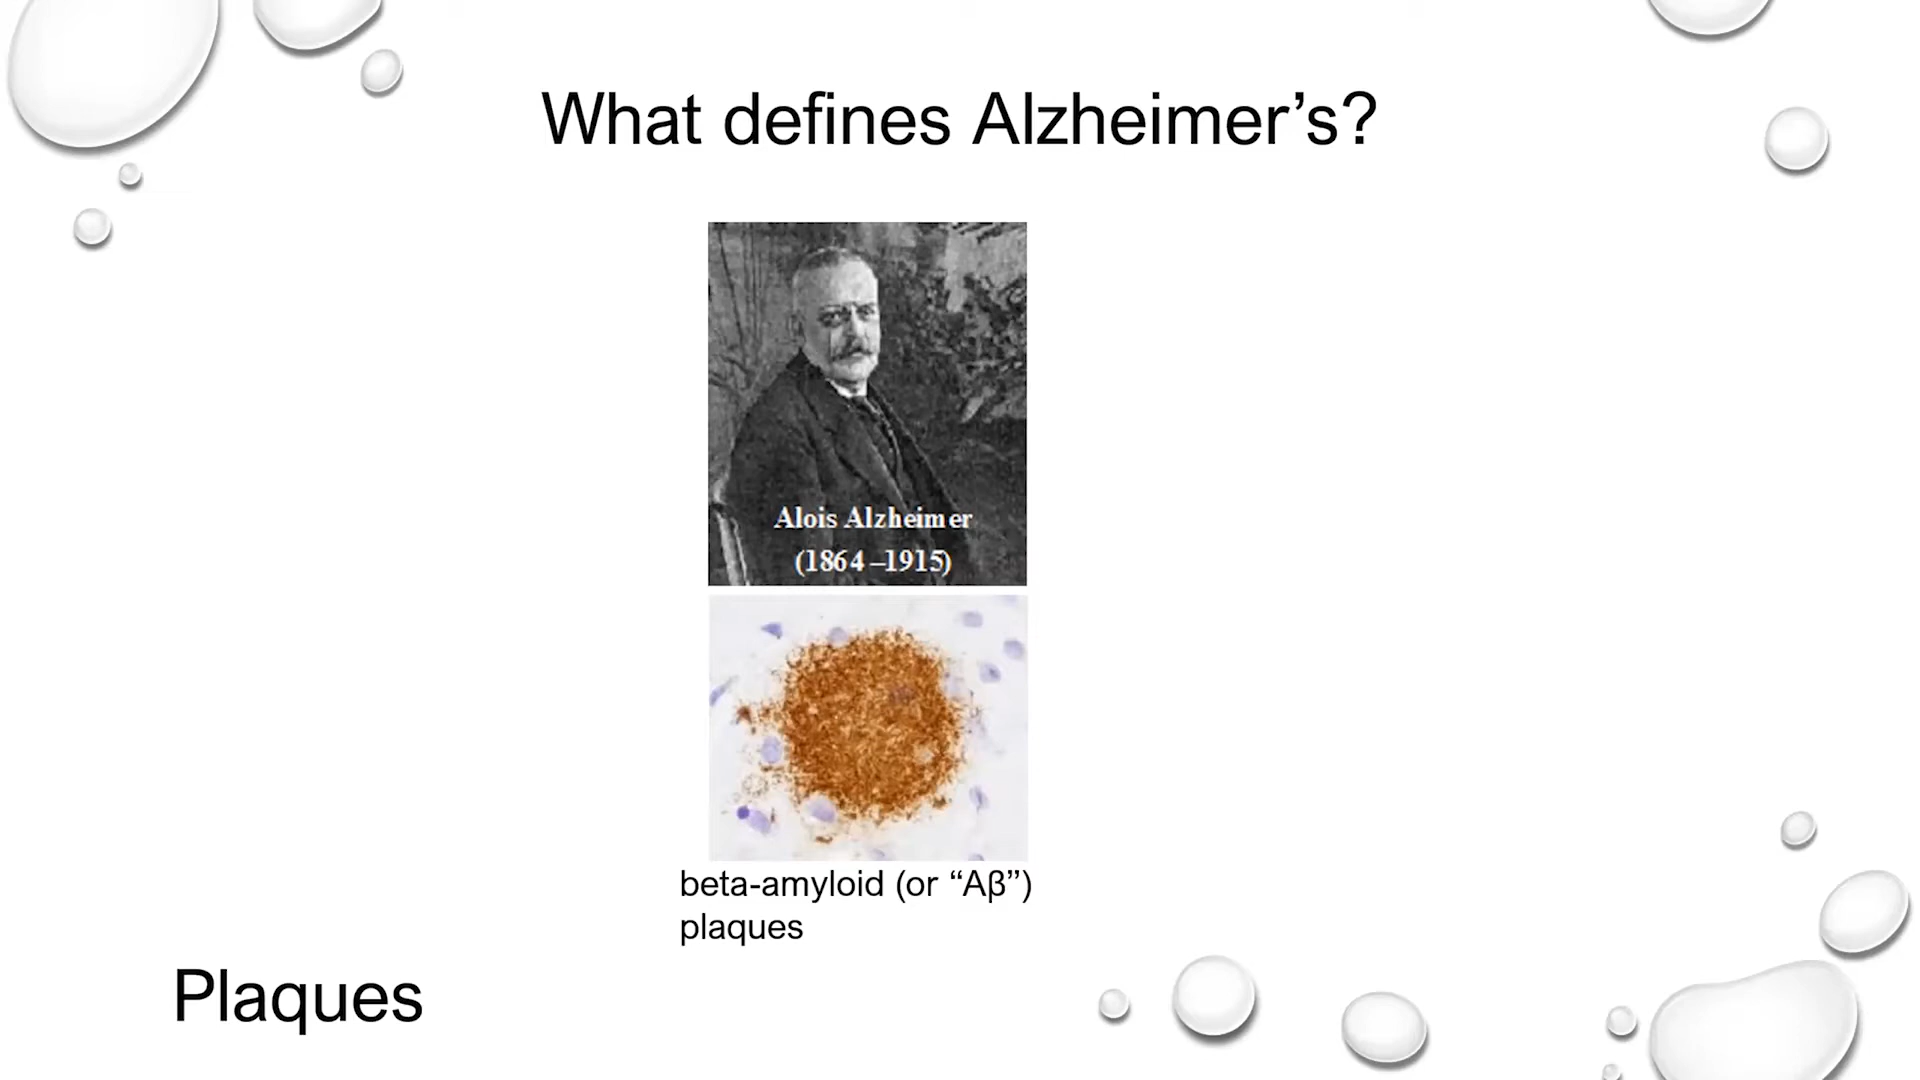 What defines Alzheimer’s?
Alois Alzheimer
(1864 –1915)
beta-amyloid (or “Aβ”)
plaques
Plaques